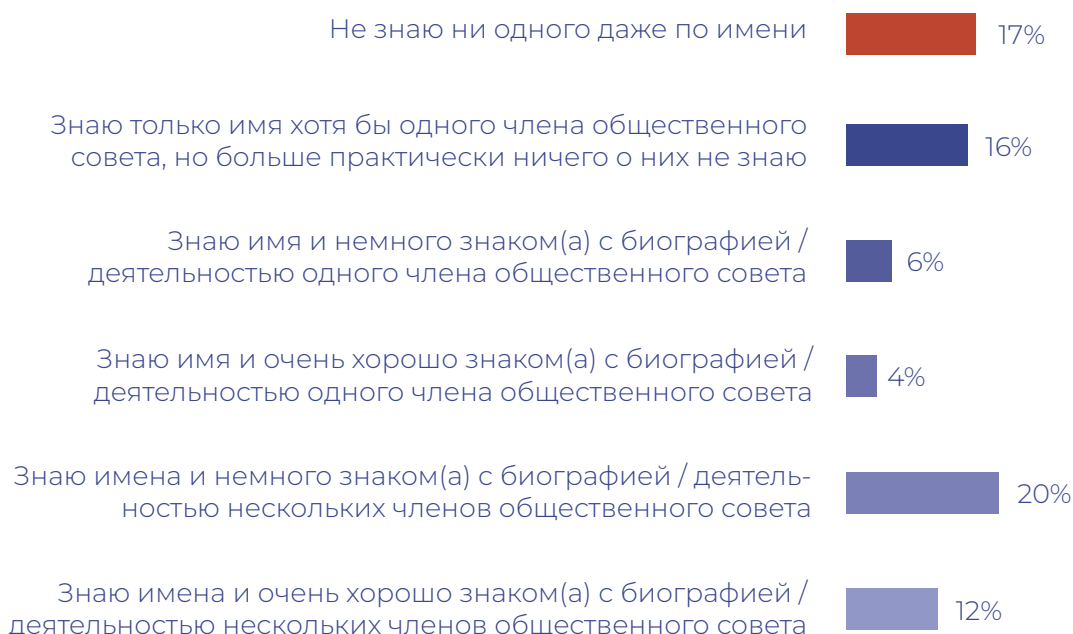 Не знаю ни одного даже по имени
17%
Знаю только имя хотя бы одного члена общественного
совета, но больше практически ничего о них не знаю
16%
Знаю имя и немного знаком(а) с биографией /
деятельностью одного члена общественного совета
6%
Знаю имя и очень хорошо знаком(а) с биографией /
деятельностью одного члена общественного совета
4%
Знаю имена и немного знаком(а) с биографией / деятель-
ностью нескольких членов общественного совета
20%
Знаю имена и очень хорошо знаком(а) с биографией /
деятельностью нескольких членов общественного совета
12%